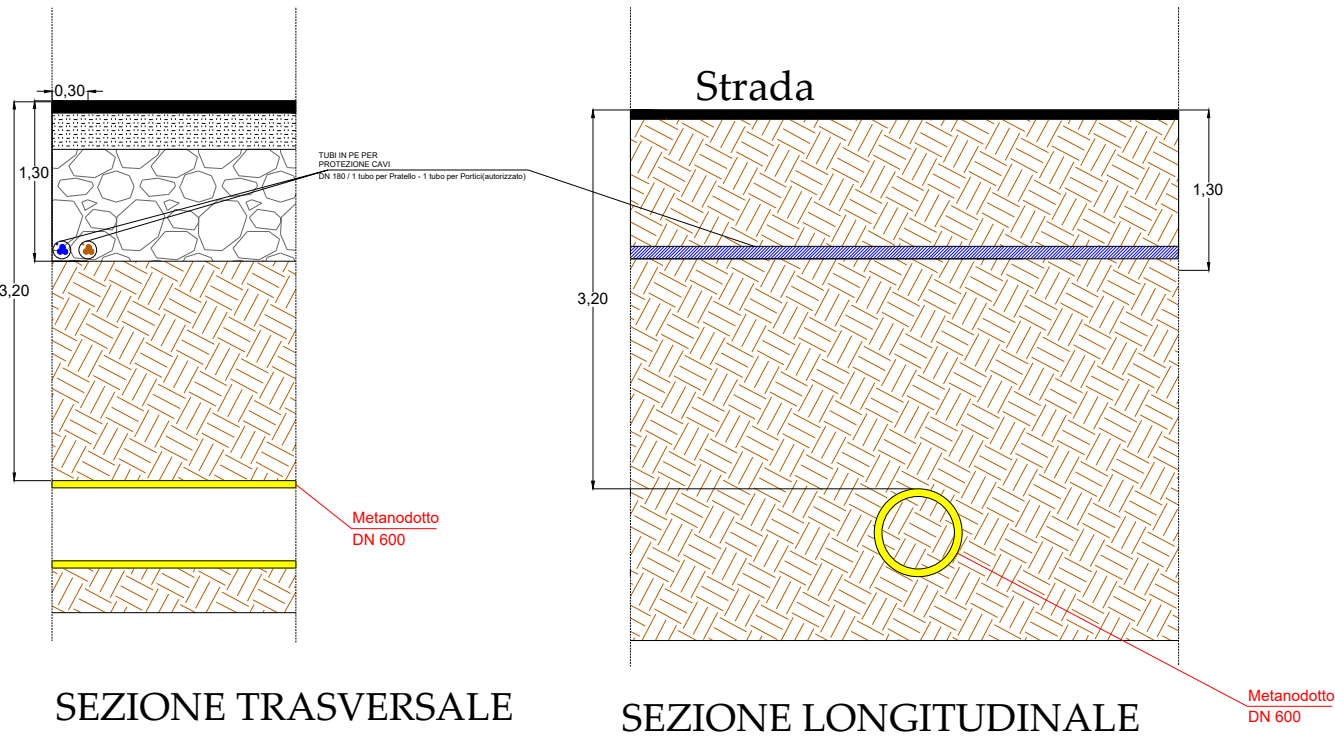 0,30
1,30
3,20
TUBI IN PE PER
PROTEZIONE CAVI
DN 180 / 1 tubo per Pratello - 1 tubo per Portici(autorizzato)
Metanodotto
DN 600
SEZIONE TRASVERSALE
Strada
3,20
1,30
Metanodotto
DN 600
SEZIONE LONGITUDINALE